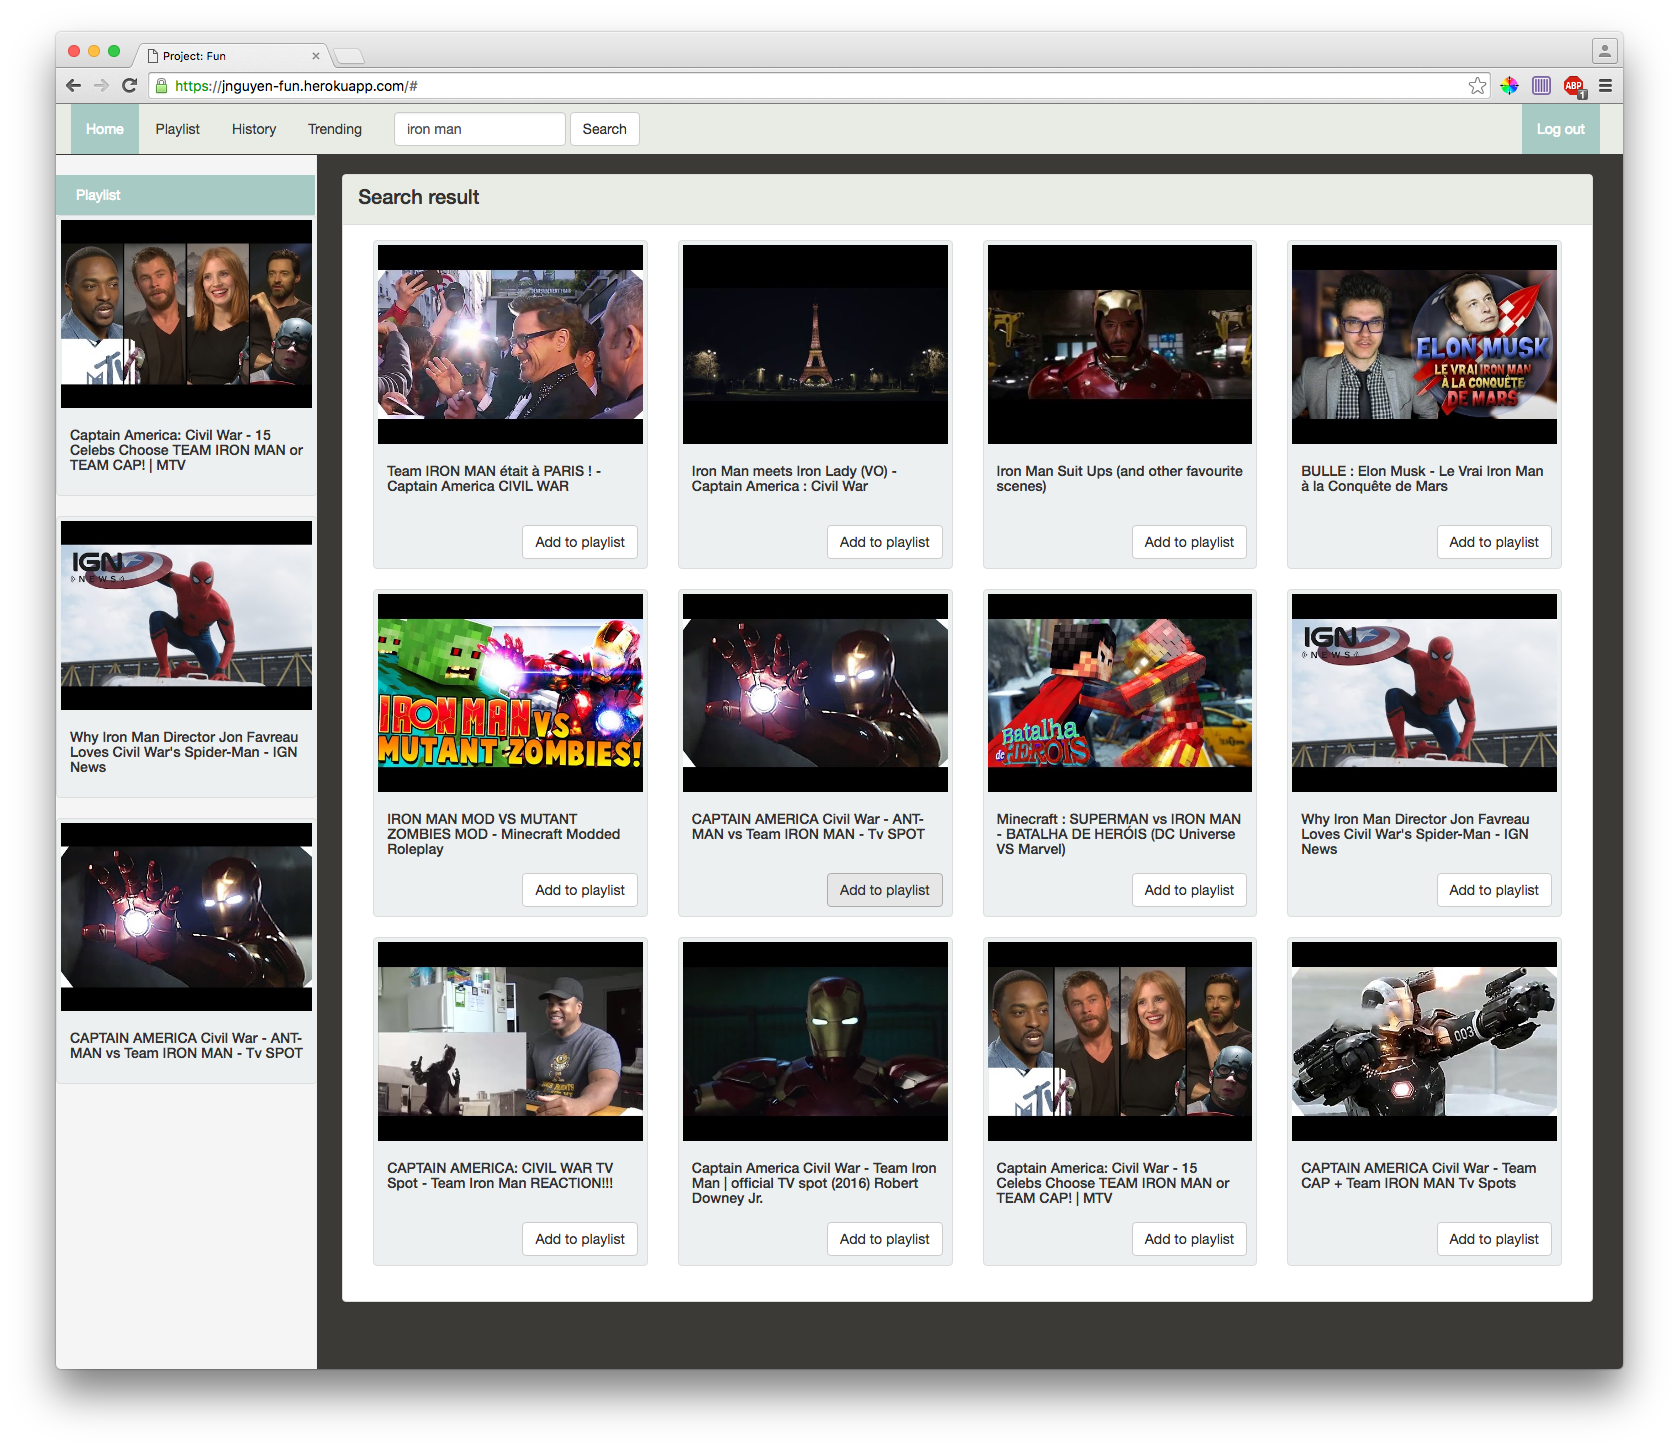 Project: Fun
https://jnguyen-fun.herokuapp.com/#
ABP
1
Home
Playlist
History
Trending
iron man
Search
Log out
Playlist
MTV
Captain America: Civil War - 15
Celebs Choose TEAM IRON MAN or
TEAM CAP! | MTV
IGN
NEWS
Why Iron Man Director Jon Favreau
Loves Civil War's Spider-Man - IGN
News
CAPTAIN AMERICA Civil War - ANT-
MAN vs Team IRON MAN - Tv SPOT
Search result
Team IRON MAN était à PARIS ! -
Captain America CIVIL WAR
Add to playlist
Iron Man meets Iron Lady (VO) -
Captain America : Civil War
Add to playlist
Iron Man Suit Ups (and other favourite
scenes)
Add to playlist
ELON MUSK
LE VRAI IRON MAN
À LA CONQUÊTE
DE MARS
BULLE : Elon Musk - Le Vrai Iron Man
à la Conquête de Mars
Add to playlist
IRON MAN VS
MUTANT ZOMBIES!
IRON MAN MOD VS MUTANT
ZOMBIES MOD - Minecraft Modded
Roleplay
Add to playlist
CAPTAIN AMERICA Civil War - ANT-
MAN vs Team IRON MAN - Tv SPOT
Add to playlist
Batalha
de HERÓIS
Minecraft : SUPERMAN vs IRON MAN
- BATALHA DE HERÓIS (DC Universe
VS Marvel)
Add to playlist
IGN
NEWS
Why Iron Man Director Jon Favreau
Loves Civil War's Spider-Man - IGN
News
Add to playlist
CAPTAIN AMERICA: CIVIL WAR TV
Spot - Team Iron Man REACTION!!!
Add to playlist
Captain America Civil War - Team Iron
Man | official TV spot (2016) Robert
Downey Jr.
Add to playlist
MTV
Captain America: Civil War - 15
Celebs Choose TEAM IRON MAN or
TEAM CAP! | MTV
Add to playlist
003
CAPTAIN AMERICA Civil War - Team
CAP + Team IRON MAN Tv Spots
Add to playlist